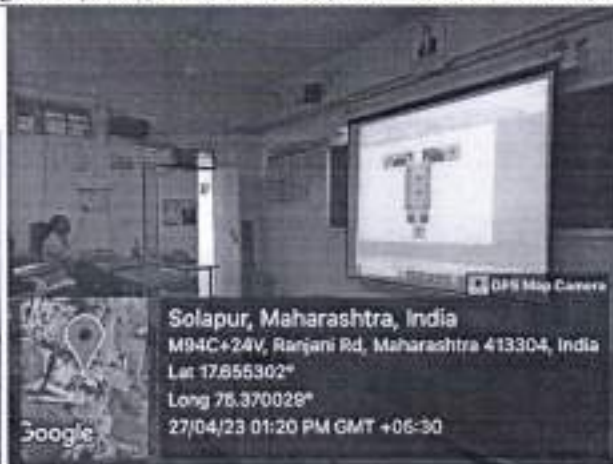 GPS Map Camera
Solapur, Maharashtra, India
M94C+24V, Ranjani Rd, Maharashtra 413304, India
Lat 17.655302°
Long 75.370029°
27/04/23 01:20 PM GMT +05:30
Google